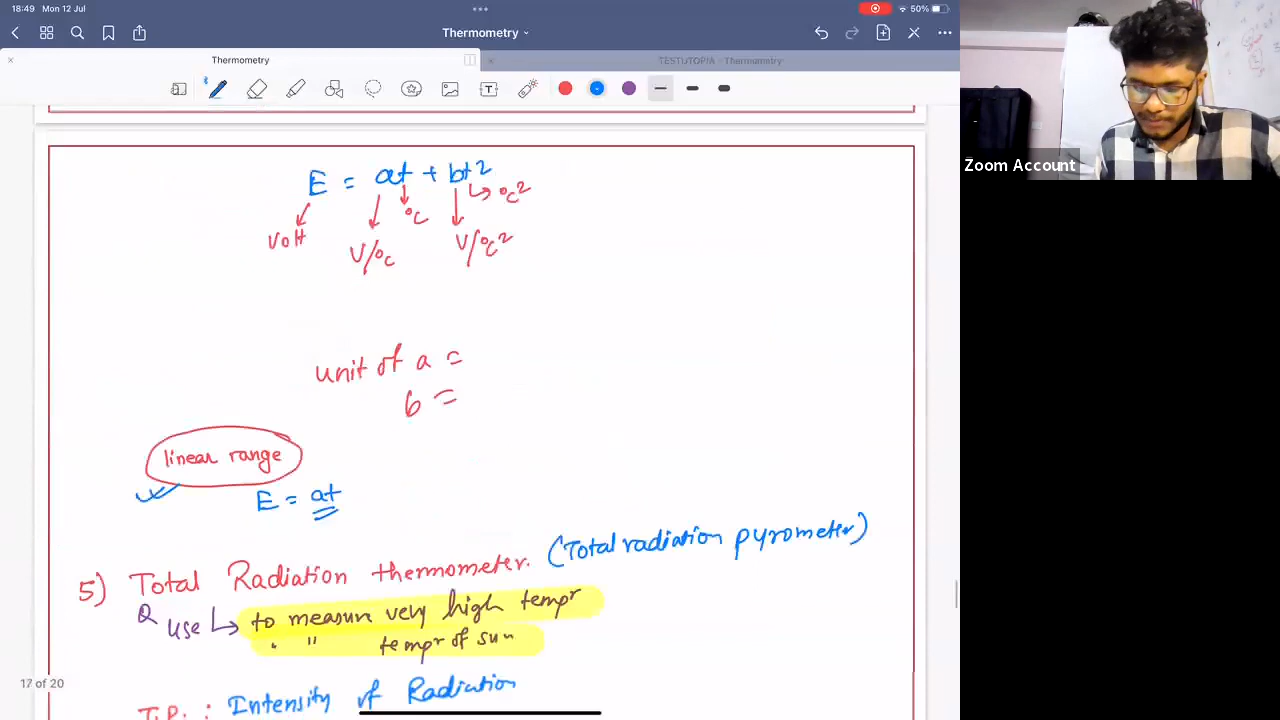 18:49 Mon 12 Jul
50%
Thermometry
Thermometry
TESTUTOPIA - Thermometry
Zoom Account
E = at + bt2
°C
°C2
volt
V/°C
V/°C2
unit of a =
b =
linear range
E = at
5) Total Radiation thermometer. (Total radiation pyrometer)
Q use to measure very high tempr
" tempr of sun
17 of 20
T.P. : Intensity of Radiation